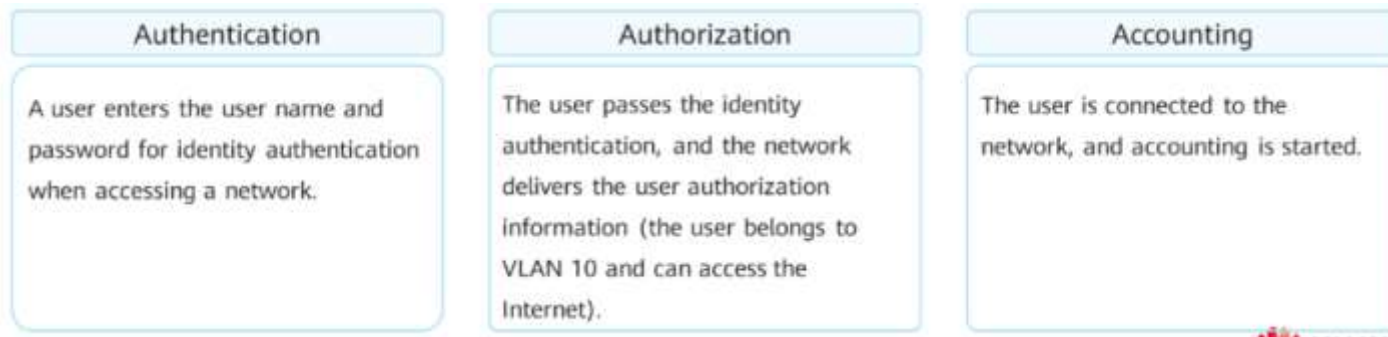 Authentication
A user enters the user name and
password for identity authentication
when accessing a network.
Authorization
The user passes the identity
authentication, and the network
delivers the user authorization
information (the user belongs to
VLAN 10 and can access the
Internet).
Accounting
The user is connected to the
network, and accounting is started.